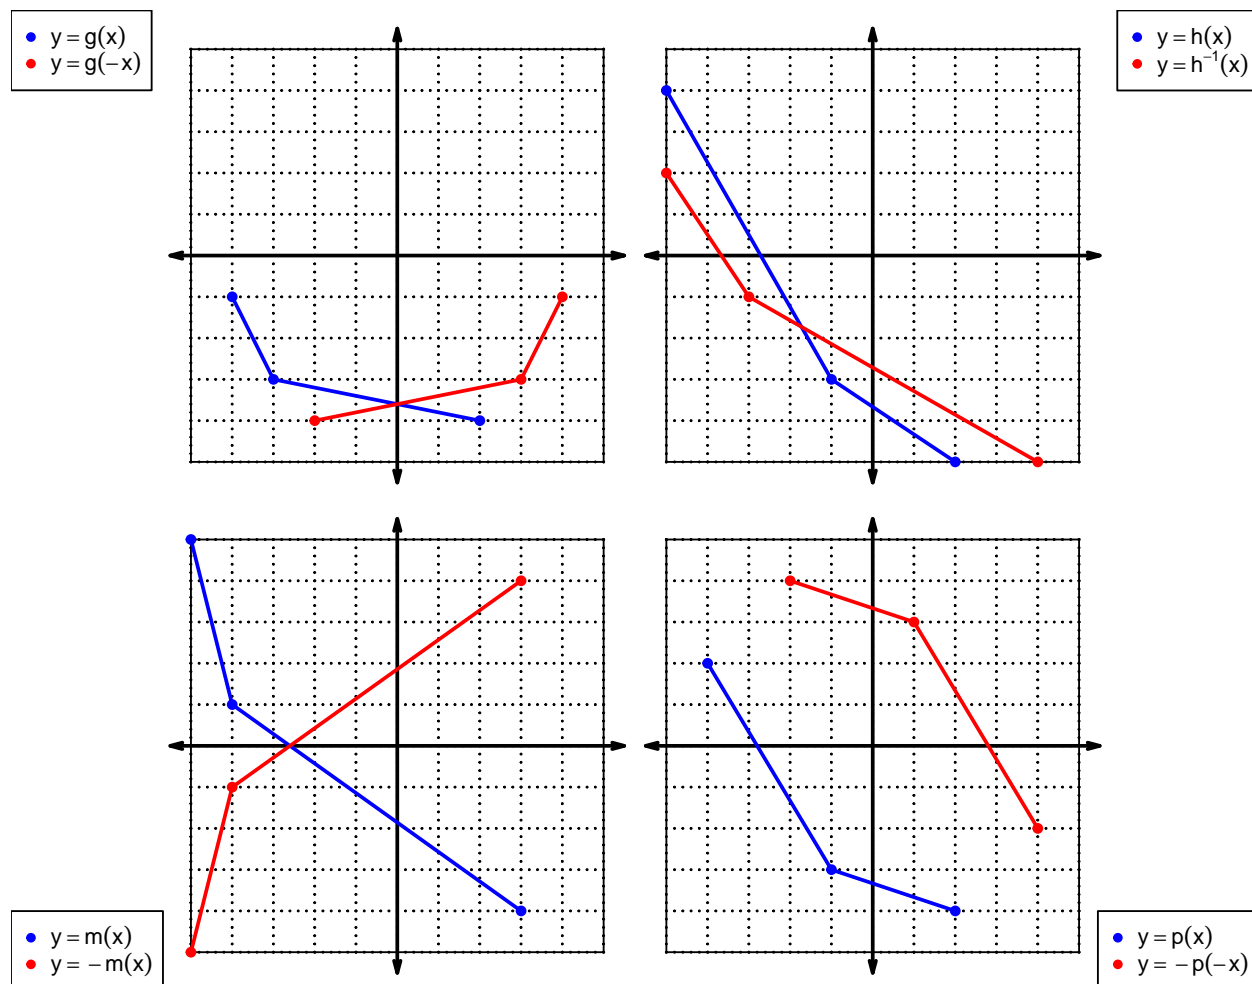 y = g(x)
y = g(−x)
y = h(x)
y = h⁻¹(x)
y = m(x)
y = −m(x)
y = p(x)
y = −p(−x)